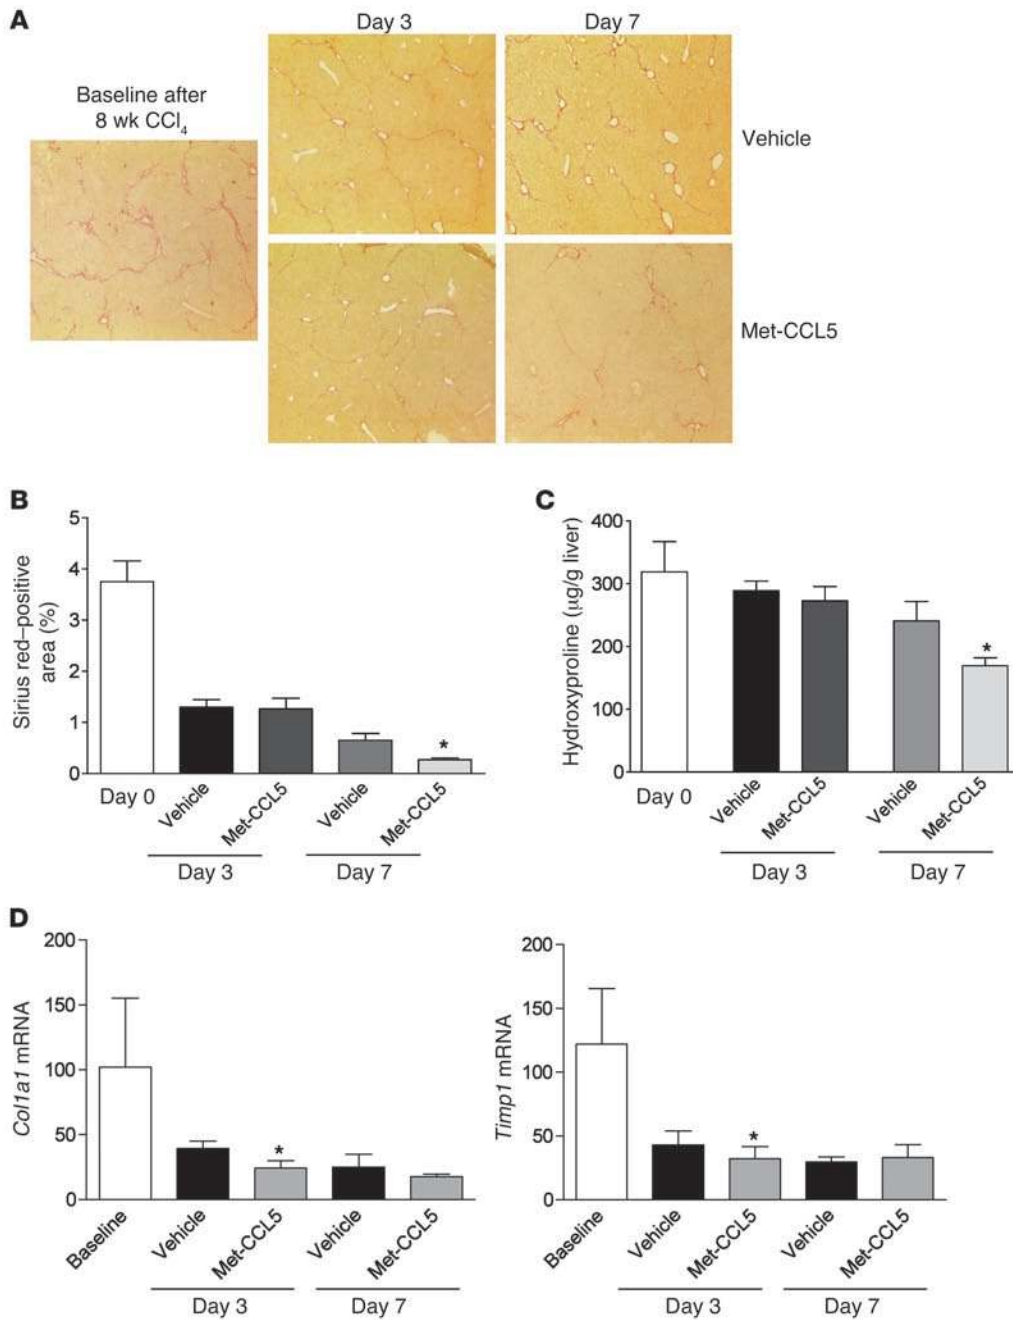 A
Day 3
Day 7
Baseline after
8 wk CCl₄
Vehicle
Met-CCL5
B
Sirius red–positive
area (%)
5
4
3
2
1
0
*
Day 0
Vehicle
Met-CCL5
Vehicle
Met-CCL5
Day 3
Day 7
C
Hydroxyproline (μg/g liver)
400
300
200
100
0
*
Day 0
Vehicle
Met-CCL5
Vehicle
Met-CCL5
Day 3
Day 7
D
Col1a1 mRNA
200
150
100
50
0
*
Baseline
Vehicle
Met-CCL5
Vehicle
Met-CCL5
Day 3
Day 7
Timp1 mRNA
200
150
100
50
0
*
Baseline
Vehicle
Met-CCL5
Vehicle
Met-CCL5
Day 3
Day 7